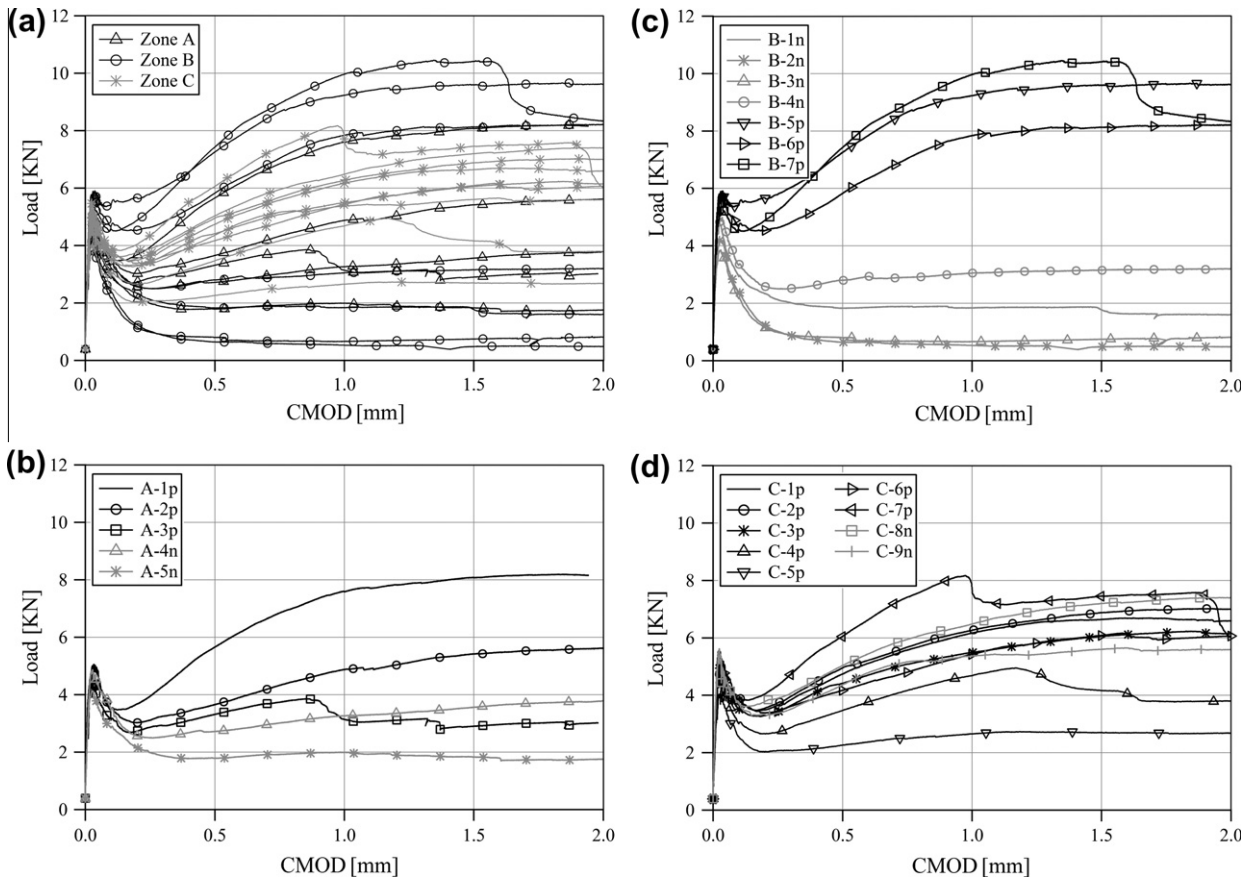 (a)
12
10
8
6
4
2
0
Load [KN]
Zone A
Zone B
Zone C
0.0 0.5 1.0 1.5 2.0
CMOD [mm]
(c)
12
10
8
6
4
2
0
Load [KN]
B-1n
B-2n
B-3n
B-4n
B-5p
B-6p
B-7p
0.0 0.5 1.0 1.5 2.0
CMOD [mm]
(b)
12
10
8
6
4
2
0
Load [KN]
A-1p
A-2p
A-3p
A-4n
A-5n
0.0 0.5 1.0 1.5 2.0
CMOD [mm]
(d)
12
10
8
6
4
2
0
Load [KN]
C-1p C-6p
C-2p C-7p
C-3p C-8n
C-4p C-9n
C-5p
0.0 0.5 1.0 1.5 2.0
CMOD [mm]